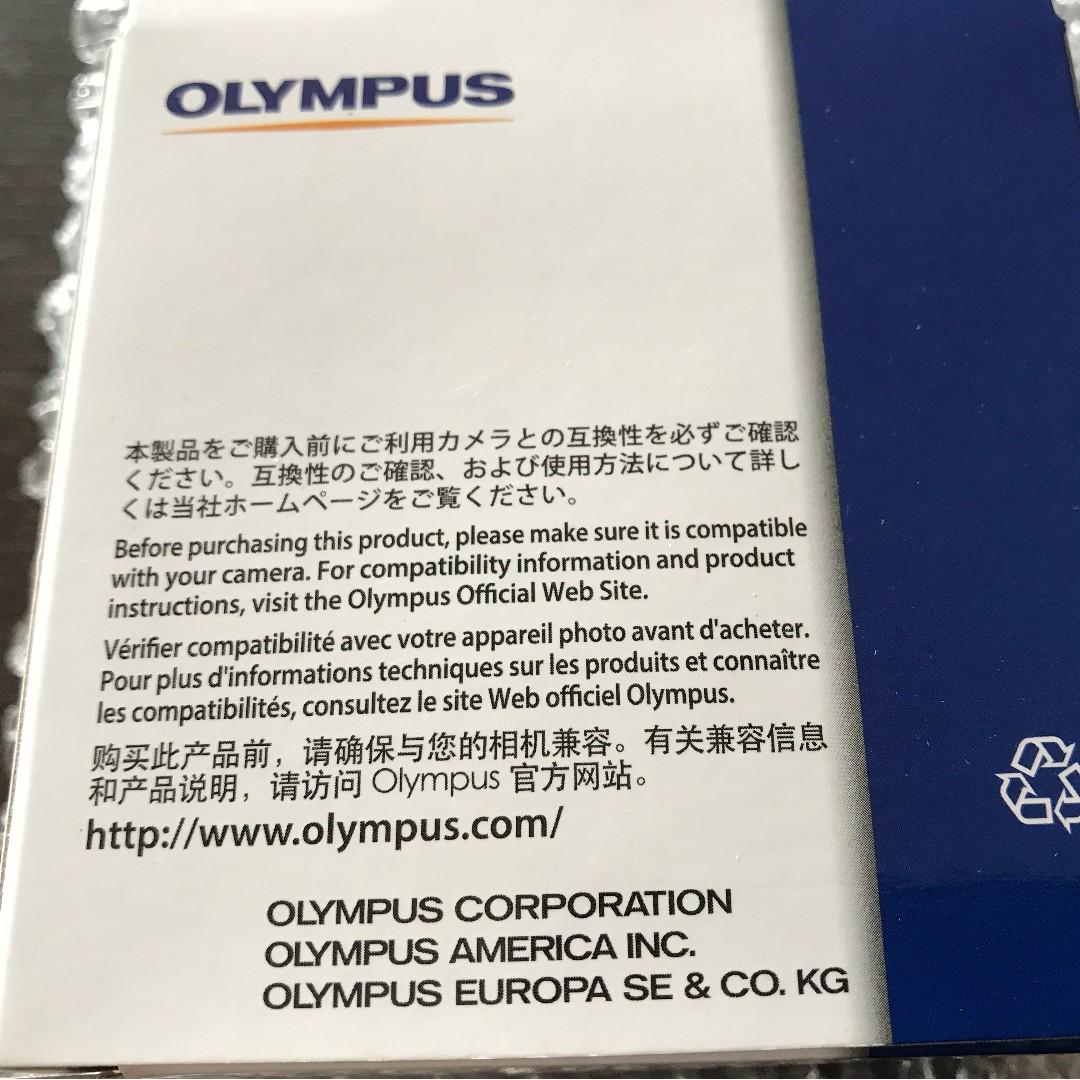 OLYMPUS
本製品をご購入前にご利用カメラとの互換性を必ずご確認
ください。互換性のご確認、および使用方法について詳し
くは当社ホームページをご覧ください。
Before purchasing this product, please make sure it is compatible
with your camera. For compatibility information and product
instructions, visit the Olympus Official Web Site.
Vérifier compatibilité avec votre appareil photo avant d'acheter.
Pour plus d'informations techniques sur les produits et connaître
les compatibilités, consultez le site Web officiel Olympus.
购买此产品前，请确保与您的相机兼容。有关兼容信息
和产品说明，请访问 Olympus 官方网站。
http://www.olympus.com/
OLYMPUS CORPORATION
OLYMPUS AMERICA INC.
OLYMPUS EUROPA SE & CO. KG